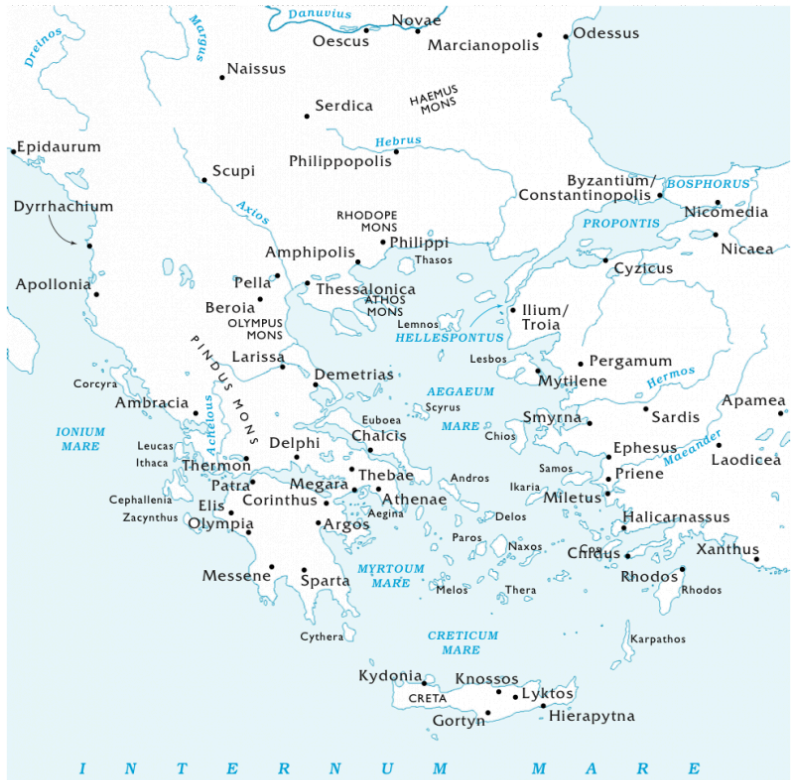 Danuvius
Novae
Oescus
Marcianopolis
Odessus
Dreinos
Margus
Naissus
HAEMUS
MONS
Serdica
Hebrus
Philippopolis
Epidaurum
Scupi
Byzantium/
Constantinopolis
BOSPHORUS
Axios
Dyrrhachium
Nicomedia
RHODOPE
MONS
PROPONTIS
Philippi
Nicaea
Amphipolis
Thasos
Cyzicus
Pella
Apollonia
Thessalonica
ATHOS
MONS
Beroia
OLYMPUS
MONS
Lemnos
Ilium/
Troia
HELLESPONTUS
PINDUS MONS
Larissa
Lesbos
Pergamum
Demetrias
Mytilene
Hermos
Corcyra
AEGAEUM
MARE
Ambracia
Achelous
Scyrus
Apamea
Euboea
Smyrna
Sardis
IONIUM
MARE
Chalcis
Chios
Delphi
Leucas
Ephesus
Maeander
Ithaca
Thermon
Laodicea
Thebae
Samos
Priene
Patra
Megara
Andros
Ikaria
Cephallenia
Corinthus
Athenae
Miletus
Elis
Aegina
Zacynthus
Delos
Halicarnassus
Olympia
Argos
Paros
Naxos
Cos
Cnidus
Xanthus
MYRTOUM
MARE
Messene
Sparta
Rhodos
Rhodos
Melos
Thera
Cythera
CRETICUM
MARE
Karpathos
Kydonia
Knossos
CRETA
Lyktos
Gortyn
Hierapytna
INTERNUM MARE